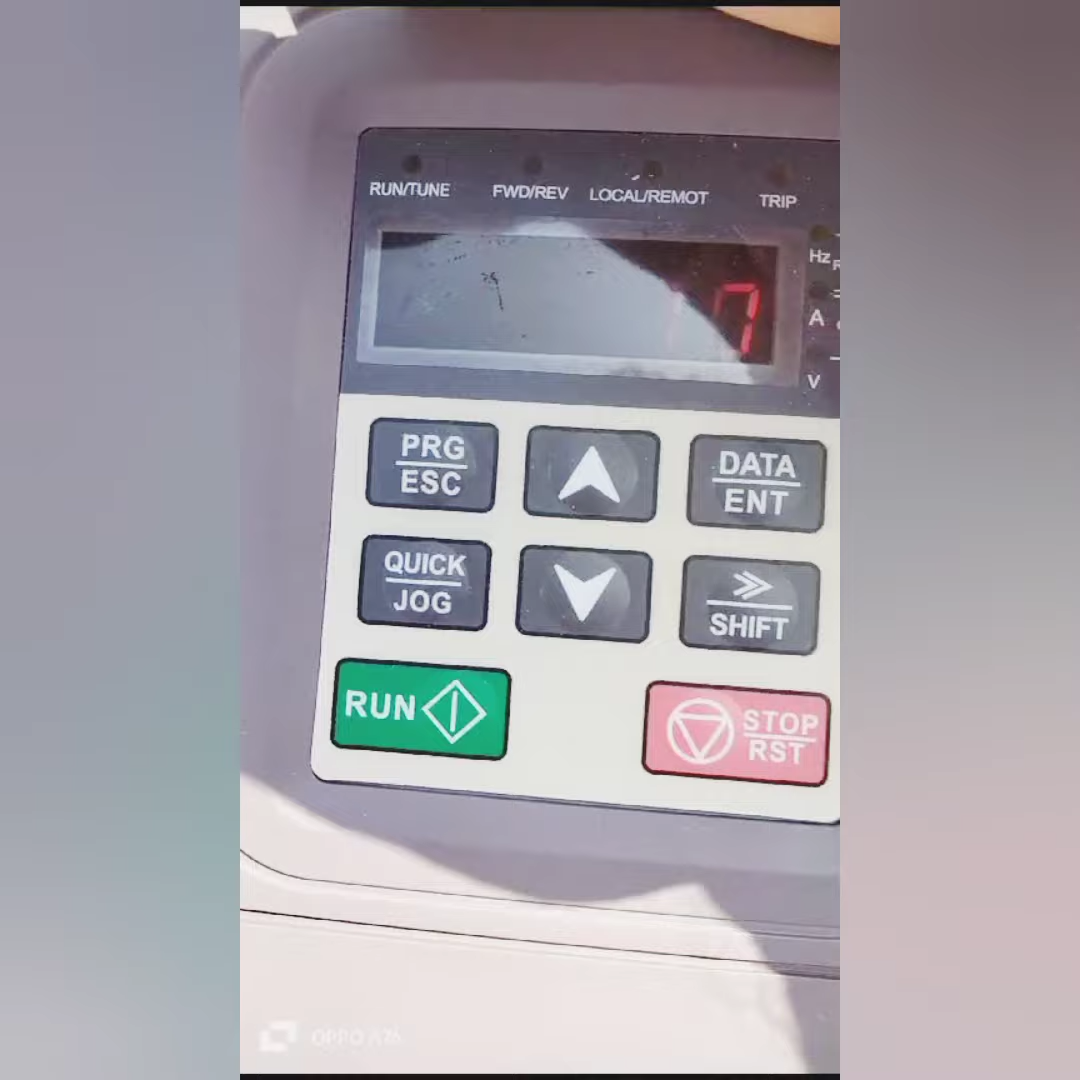 RUN/TUNE FWD/REV LOCAL/REMOT TRIP
Hz
A
V
PRG
ESC
DATA
ENT
QUICK
JOG
SHIFT
RUN
STOP
RST
OPPO A76